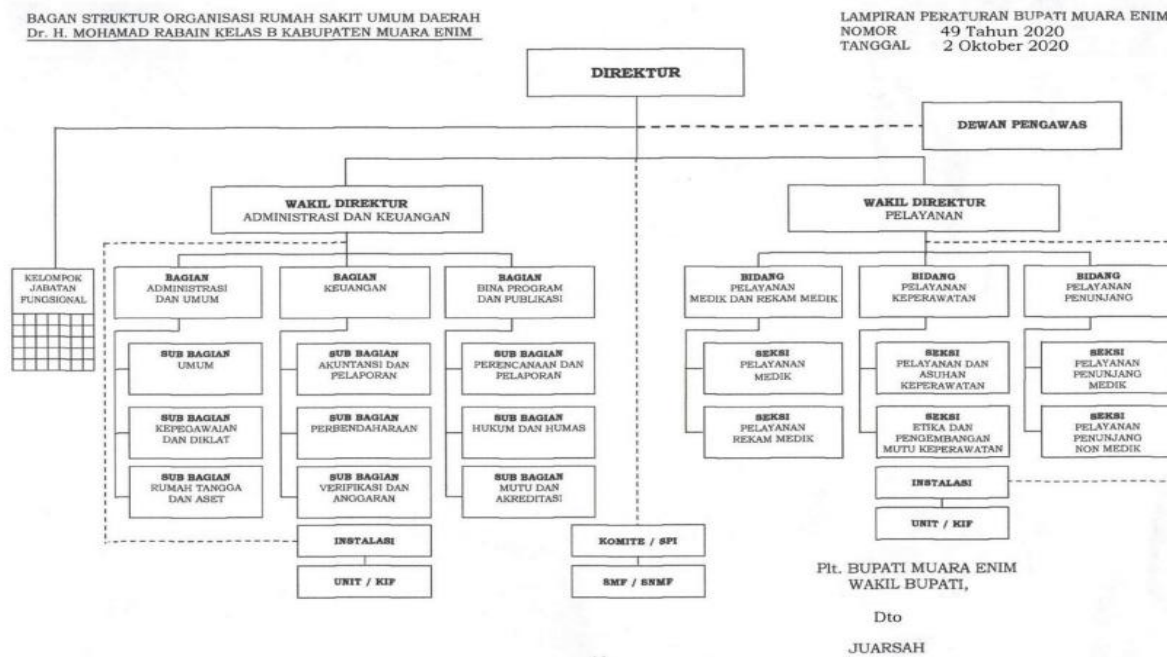 BAGAN STRUKTUR ORGANISASI RUMAH SAKIT UMUM DAERAH
Dr. H. MOHAMAD RABAIN KELAS B KABUPATEN MUARA ENIM
LAMPIRAN PERATURAN BUPATI MUARA ENIM
NOMOR 49 Tahun 2020
TANGGAL 2 Oktober 2020
DIREKTUR
DEWAN PENGAWAS
WAKIL DIREKTUR
ADMINISTRASI DAN KEUANGAN
WAKIL DIREKTUR
PELAYANAN
KELOMPOK
JABATAN
FUNGSIONAL
BAGIAN
ADMINISTRASI
DAN UMUM
BAGIAN
KEUANGAN
BAGIAN
BINA PROGRAM
DAN PUBLIKASI
BIDANG
PELAYANAN
MEDIK DAN REKAM MEDIK
BIDANG
PELAYANAN
KEPERAWATAN
BIDANG
PELAYANAN
PENUNJANG
SUB BAGIAN
UMUM
SUB BAGIAN
AKUNTANSI DAN
PELAPORAN
SUB BAGIAN
PERENCANAAN DAN
PELAPORAN
SEKSI
PELAYANAN
MEDIK
SEKSI
PELAYANAN DAN
ASUHAN
KEPERAWATAN
SEKSI
PELAYANAN
PENUNJANG
MEDIK
SUB BAGIAN
KEPEGAWAIAN
DAN DIKLAT
SUB BAGIAN
PERBENDAHARAAN
SUB BAGIAN
HUKUM DAN HUMAS
SEKSI
PELAYANAN
REKAM MEDIK
SEKSI
ETIKA DAN
PENGEMBANGAN
MUTU KEPERAWATAN
SEKSI
PELAYANAN
PENUNJANG
NON MEDIK
SUB BAGIAN
RUMAH TANGGA
DAN ASET
SUB BAGIAN
VERIFIKASI DAN
ANGGARAN
SUB BAGIAN
MUTU DAN
AKREDITASI
INSTALASI
UNIT / KIF
INSTALASI
UNIT / KIF
KOMITE / SPI
SMF / SNMF
Plt. BUPATI MUARA ENIM
WAKIL BUPATI,
Dto
JUARSAH